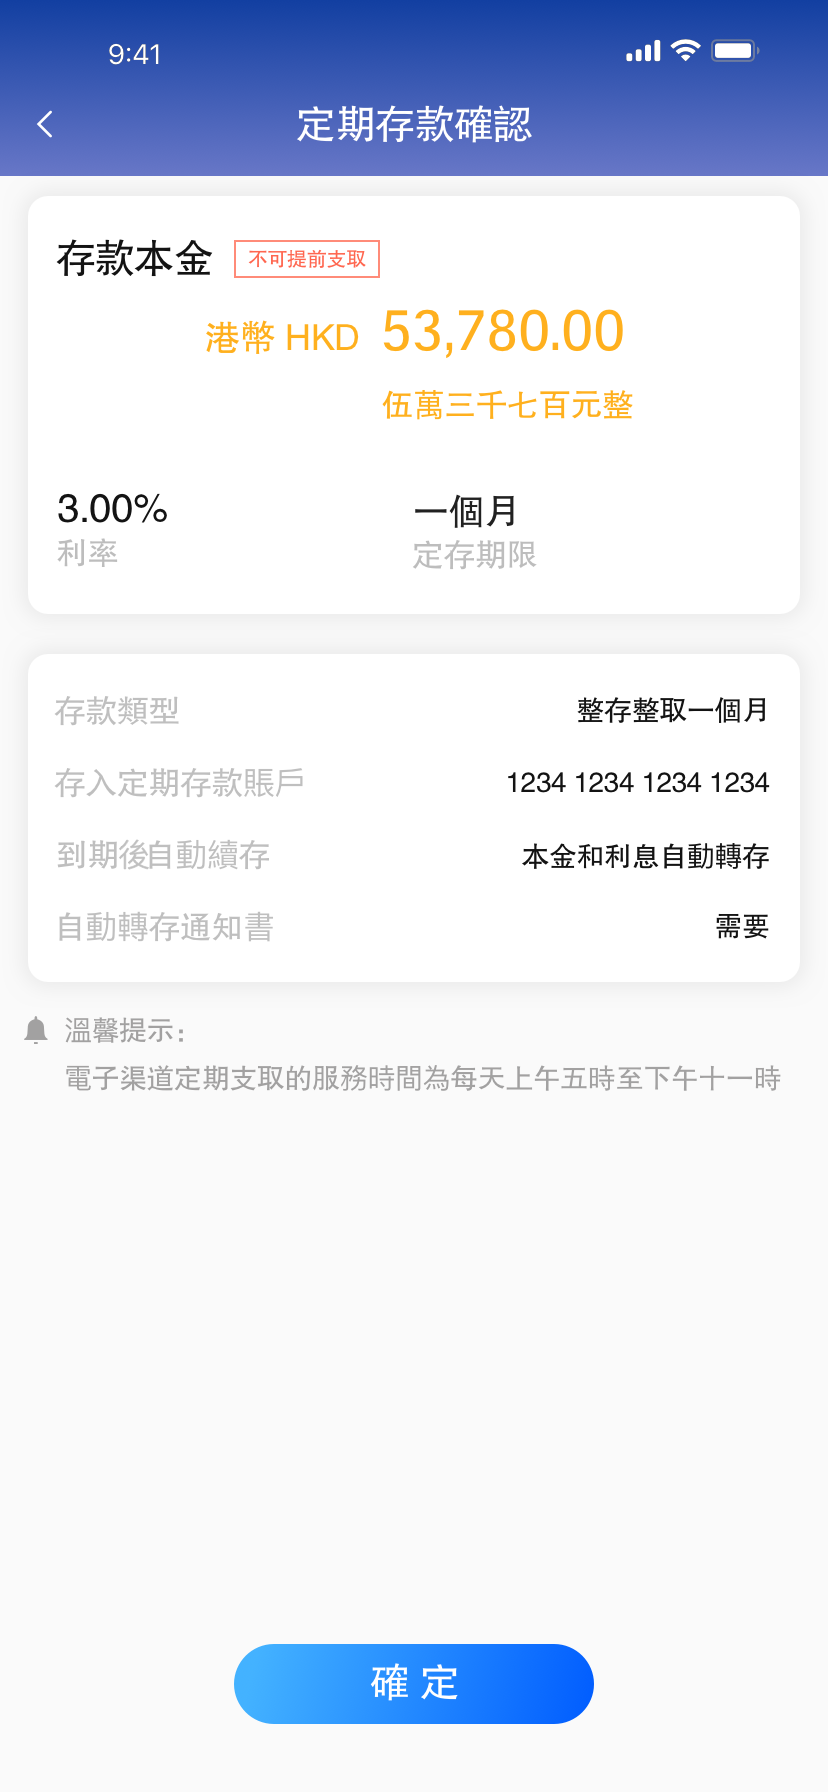 9:41
定期存款確認
存款本金 不可提前支取
港幣 HKD 53,780.00
伍萬三千七百元整
3.00% 一個月
利率 定存期限
存款類型 整存整取一個月
存入定期存款賬戶 1234 1234 1234 1234
到期後自動續存 本金和利息自動轉存
自動轉存通知書 需要
溫馨提示：
電子渠道定期支取的服務時間為每天上午五時至下午十一時
確定